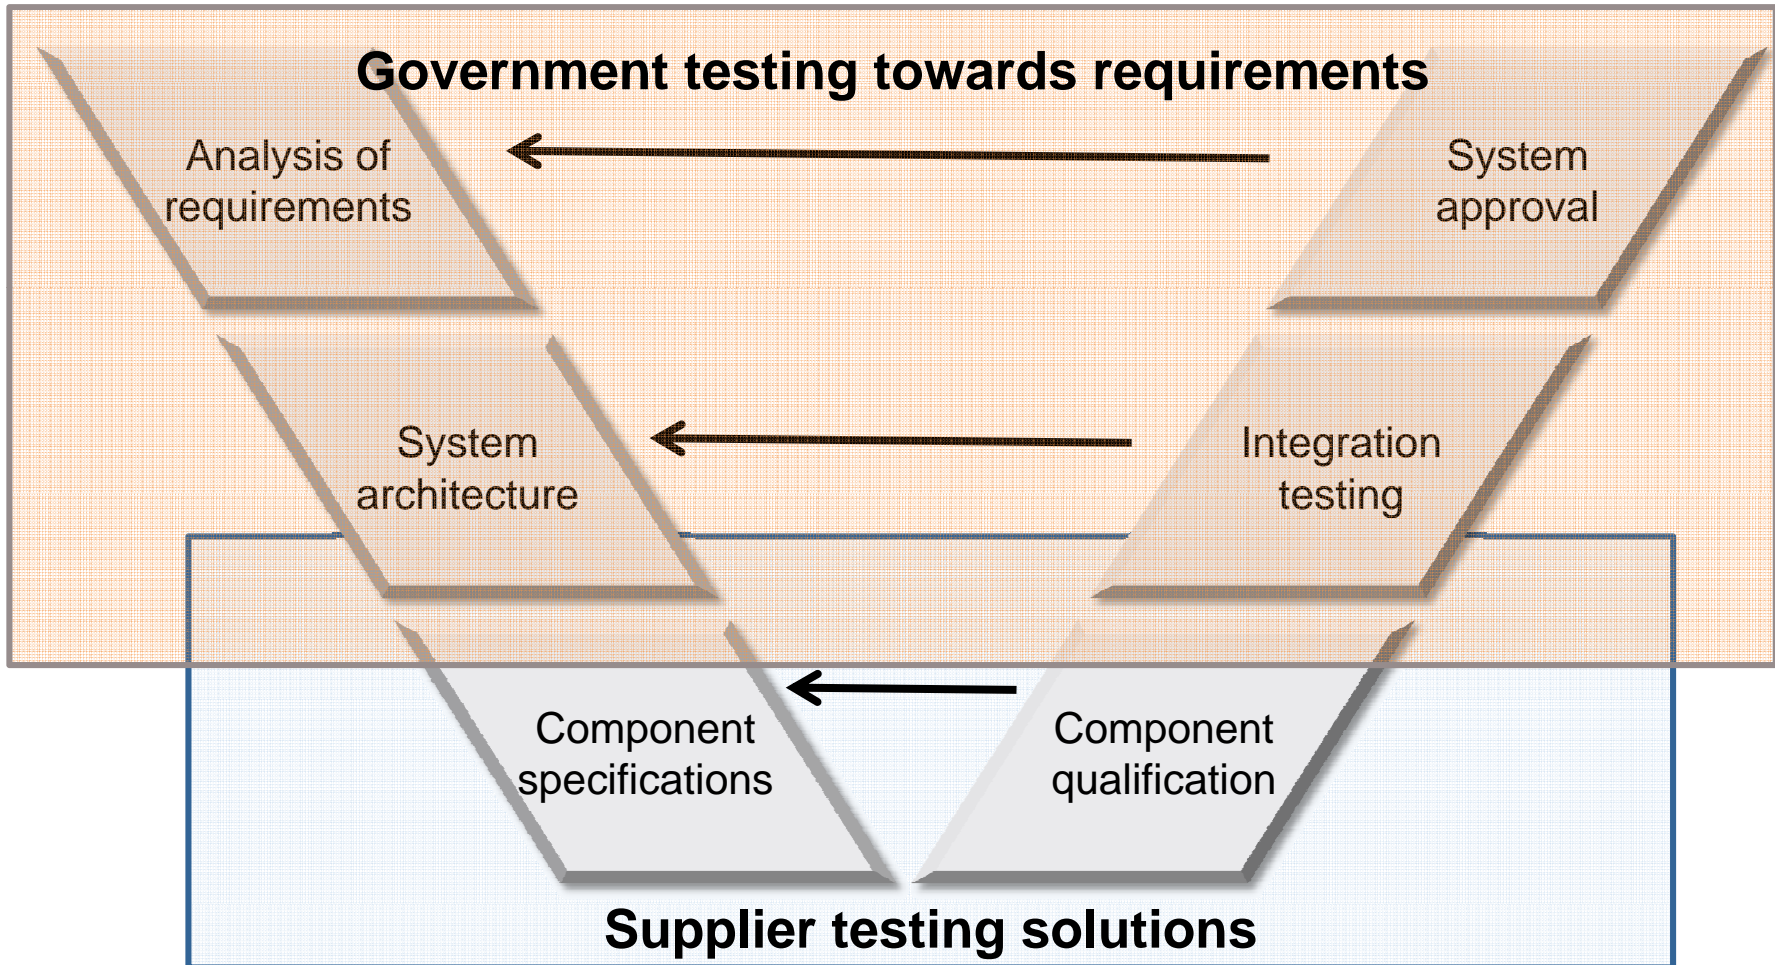 Government testing towards requirements
Analysis of
requirements
System
approval
System
architecture
Integration
testing
Component
specifications
Component
qualification
Supplier testing solutions